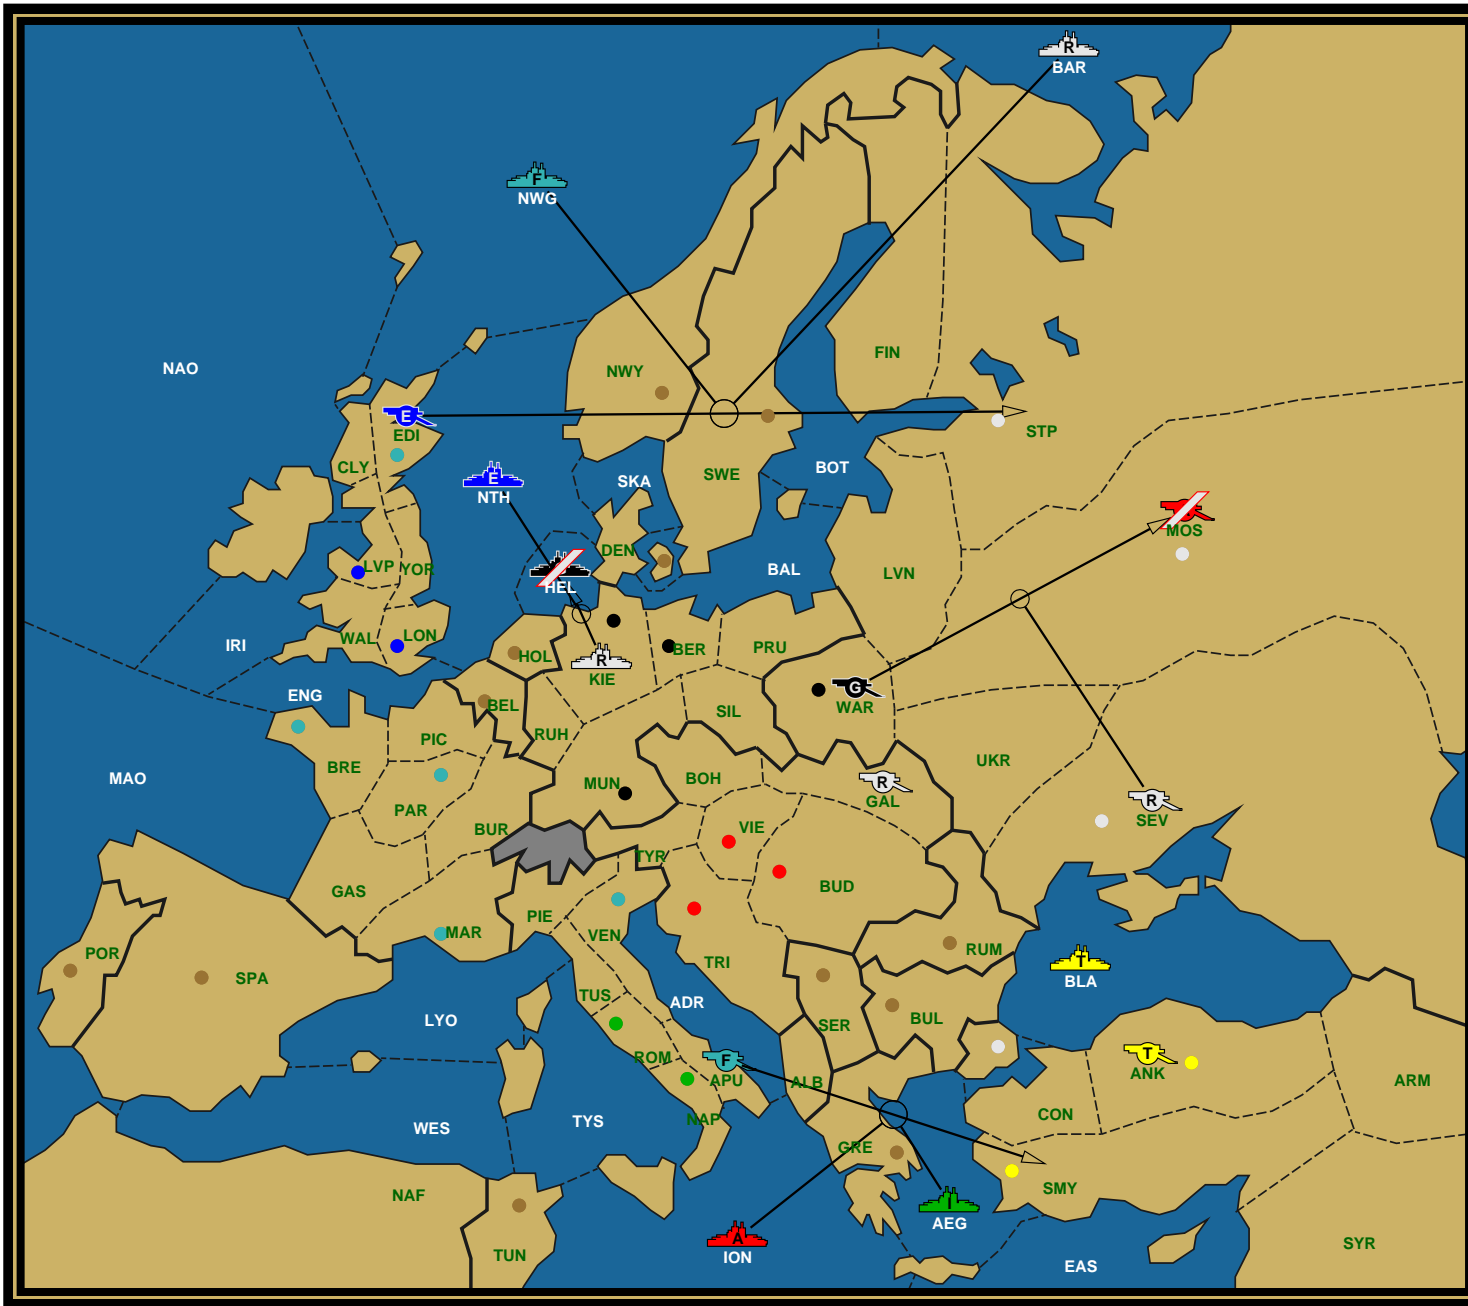 R
BAR
F
NWG
NAO
FIN
NWY
E
EDI
STP
CLY
SWE
BOT
E
NTH
SKA
MOS
DEN
LVP
YOR
HEL
BAL
LVN
IRI
WAL
LON
HOL
R
KIE
BER
PRU
ENG
BEL
SIL
G
WAR
PIC
RUH
UKR
BRE
MAO
MUN
BOH
R
GAL
R
SEV
PAR
BUR
VIE
TYR
BUD
GAS
PIE
VEN
MAR
POR
SPA
TRI
RUM
T
BLA
TUS
ADR
LYO
SER
BUL
ROM
F
APU
ALB
T
ANK
ARM
CON
WES
TYS
NAP
GRE
SMY
NAF
I
AEG
A
ION
TUN
SYR
EAS